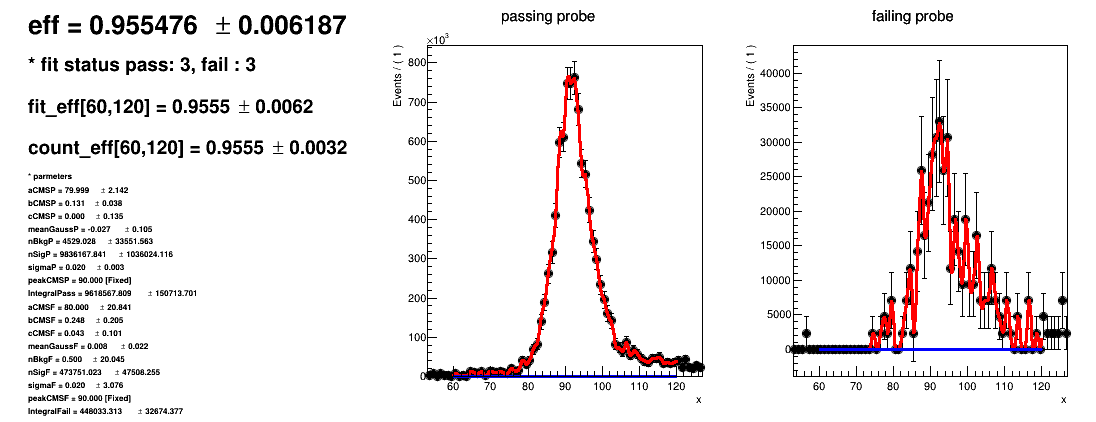 eff = 0.955476 ± 0.006187
* fit status pass: 3, fail : 3
fit_eff[60,120] = 0.9555 ± 0.0062
count_eff[60,120] = 0.9555 ± 0.0032
* parmeters
aCMSP = 79.999 ± 2.142
bCMSP = 0.131 ± 0.038
cCMSP = 0.000 ± 0.135
meanGaussP = -0.027 ± 0.105
nBkgP = 4529.028 ± 33551.563
nSigP = 9836167.841 ± 1036024.116
sigmaP = 0.020 ± 0.003
peakCMSP = 90.000 [Fixed]
IntegralPass = 9618567.809 ± 150713.701
aCMSF = 80.000 ± 20.841
bCMSF = 0.248 ± 0.205
cCMSF = 0.043 ± 0.101
meanGaussF = 0.008 ± 0.022
nBkgF = 0.500 ± 20.045
nSigF = 473751.023 ± 47508.255
sigmaF = 0.020 ± 3.076
peakCMSF = 90.000 [Fixed]
IntegralFail = 448033.313 ± 32674.377
passing probe
×10³
Events / ( 1 )
800
700
600
500
400
300
200
100
0
60 70 80 90 100 110 120
x
failing probe
Events / ( 1 )
40000
35000
30000
25000
20000
15000
10000
5000
0
60 70 80 90 100 110 120
x